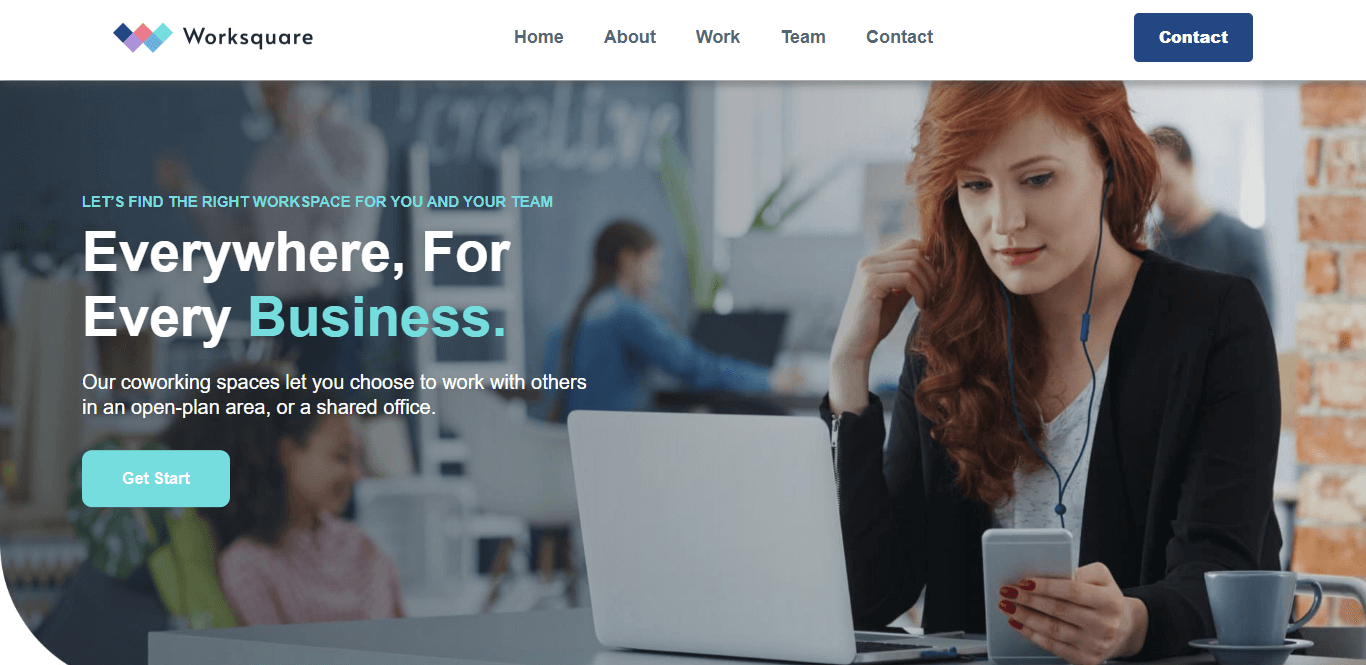 Worksquare
Home About Work Team Contact
Contact
creative
LET'S FIND THE RIGHT WORKSPACE FOR YOU AND YOUR TEAM
Everywhere, For
Every Business.
Our coworking spaces let you choose to work with others
in an open-plan area, or a shared office.
Get Start